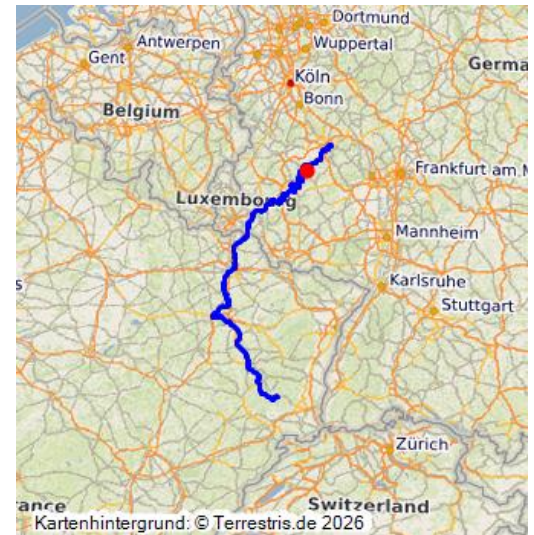 Dortmund
Antwerpen
Wuppertal
Gent
Germa
Köln
Bonn
Belgium
Frankfurt am M
Luxembourg
Mannheim
Karlsruhe
s
Stuttgart
Zürich
ance
Switzerland
Kartenhintergrund: © Terrestris.de 2026